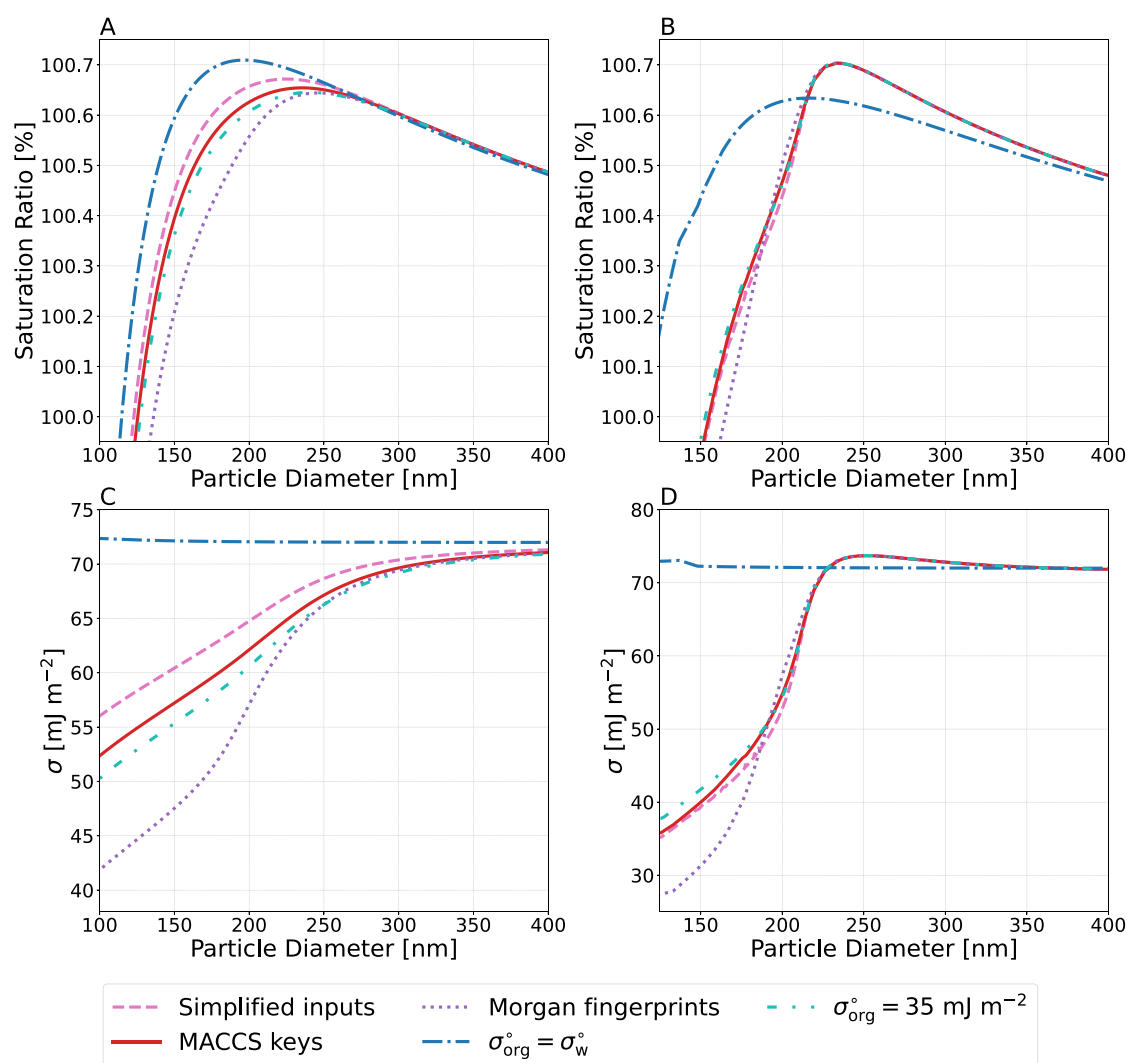 A
B
Saturation Ratio [%]
100.7
100.6
100.5
100.4
100.3
100.2
100.1
100.0
100 150 200 250 300 350 400
Particle Diameter [nm]
Saturation Ratio [%]
100.7
100.6
100.5
100.4
100.3
100.2
100.1
100.0
150 200 250 300 350 400
Particle Diameter [nm]
C
D
σ [mJ m⁻²]
75
70
65
60
55
50
45
40
100 150 200 250 300 350 400
Particle Diameter [nm]
σ [mJ m⁻²]
80
70
60
50
40
30
150 200 250 300 350 400
Particle Diameter [nm]
Simplified inputs
MACCS keys
Morgan fingerprints
σ°org = σ°w
σ°org = 35 mJ m⁻²